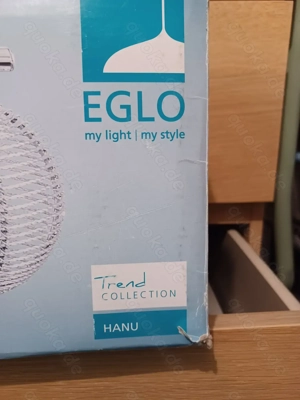 EGLO
my light | my style
Trend
COLLECTION
HANU